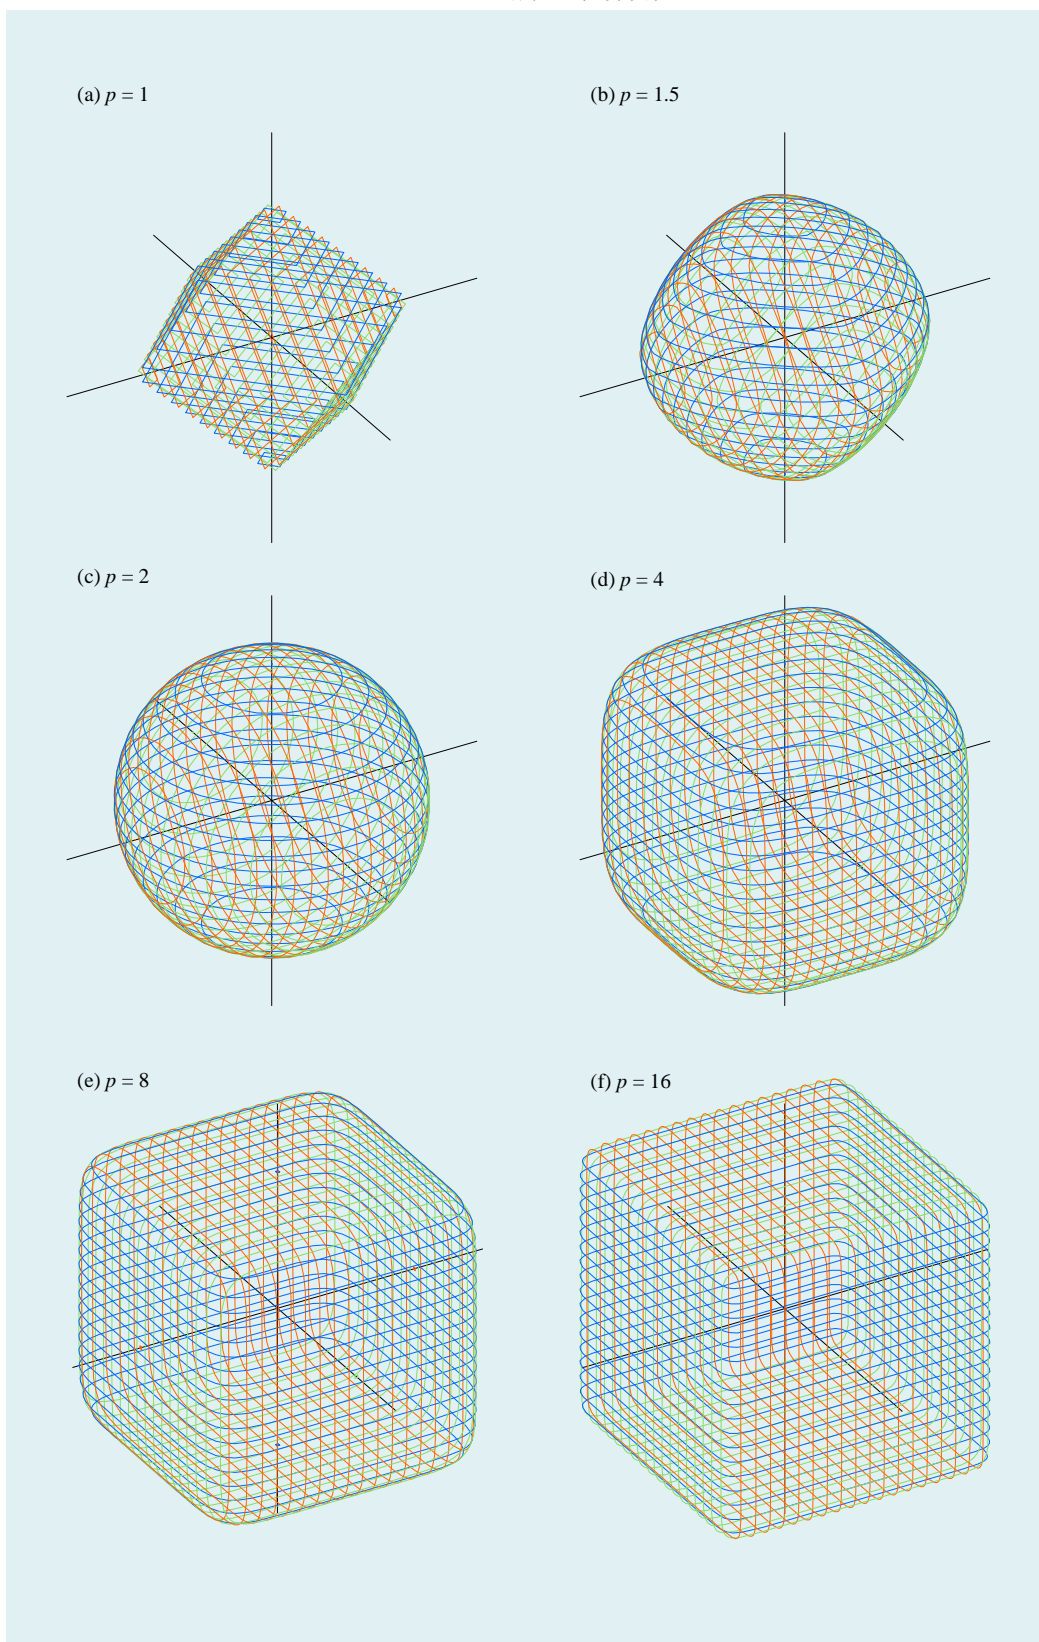 (a) p = 1
(b) p = 1.5
(c) p = 2
(d) p = 4
(e) p = 8
(f) p = 16